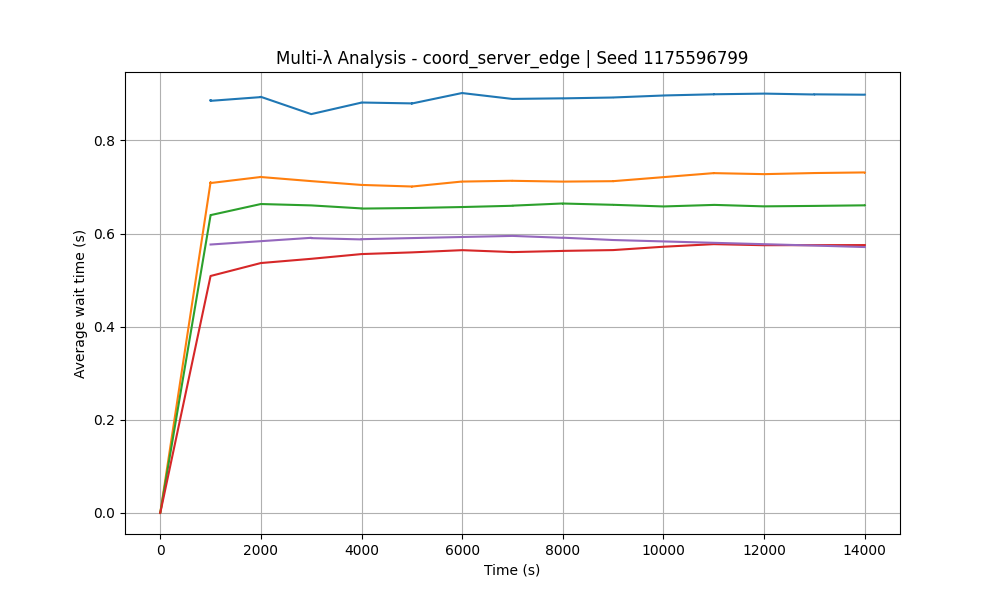 Multi-λ Analysis - coord_server_edge | Seed 1175596799
Average wait time (s)
0.8
0.6
0.4
0.2
0.0
0 2000 4000 6000 8000 10000 12000 14000
Time (s)